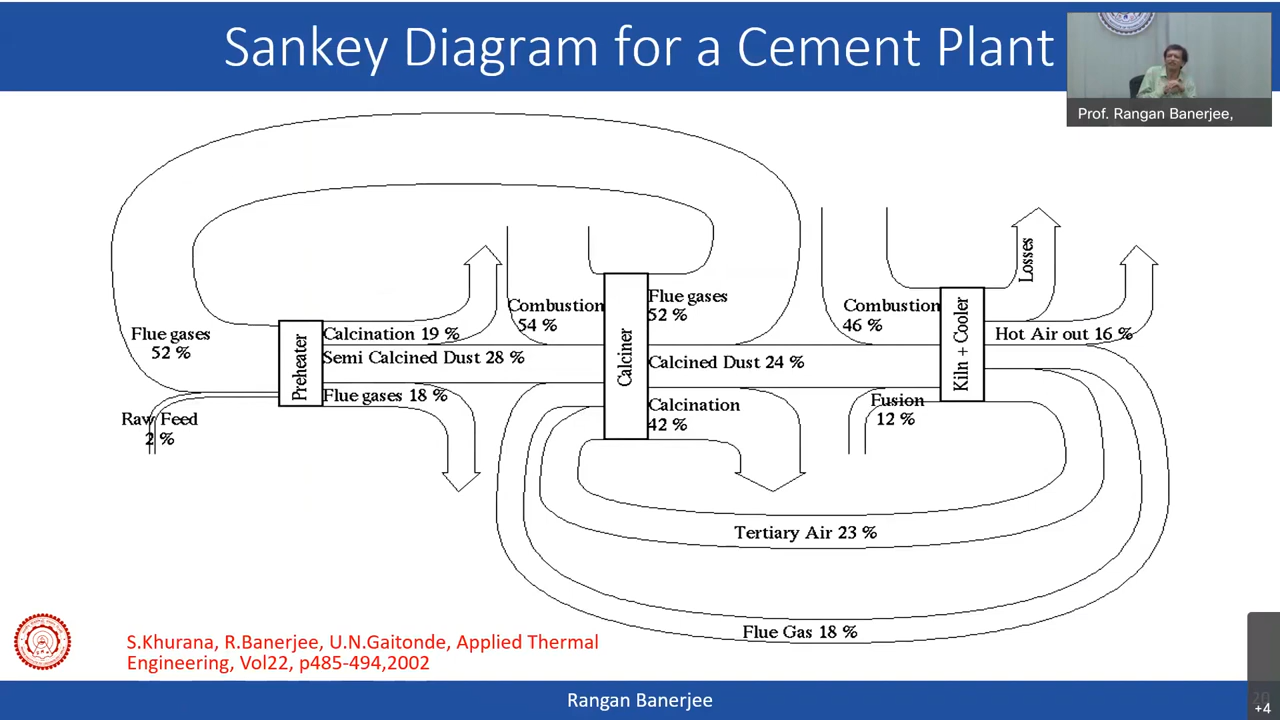 Sankey Diagram for a Cement Plant
Prof. Rangan Banerjee,
Losses
Flue gases
52 %
Preheater
Calcination 19 %
Semi Calcined Dust 28 %
Flue gases 18 %
Raw Feed
2 %
Combustion
54 %
Calciner
Flue gases
52 %
Calcined Dust 24 %
Calcination
42 %
Combustion
46 %
Kiln + Cooler
Hot Air out 16 %
Fusion
12 %
Tertiary Air 23 %
Flue Gas 18 %
S.Khurana, R.Banerjee, U.N.Gaitonde, Applied Thermal
Engineering, Vol22, p485-494,2002
Rangan Banerjee
20
+4